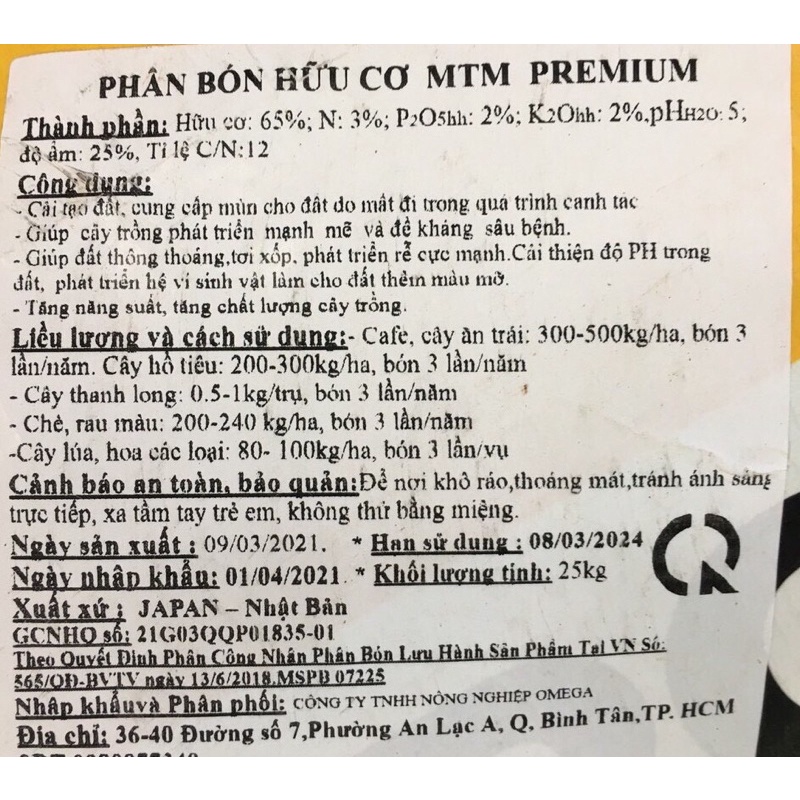 PHÂN BÓN HỮU CƠ MTM PREMIUM
Thành phần: Hữu cơ: 65%; N: 3%; P2O5hh: 2%; K2Ohh: 2%,pHH2O: 5;
độ ẩm: 25%, Tỉ lệ C/N:12
Công dụng:
- Cải tạo đất, cung cấp mùn cho đất do mất đi trong quá trình canh tác
- Giúp cây trồng phát triển mạnh mẽ và đề kháng sâu bệnh.
- Giúp đất thông thoáng,tơi xốp, phát triển rễ cực mạnh.Cải thiện độ PH trong
đất, phát triển hệ vi sinh vật làm cho đất thêm màu mỡ.
- Tăng năng suất, tăng chất lượng cây trồng.
Liều lượng và cách sử dụng:- Cafe, cây ăn trái: 300-500kg/ha, bón 3
lần/năm. Cây hồ tiêu: 200-300kg/ha, bón 3 lần/năm
- Cây thanh long: 0.5-1kg/trụ, bón 3 lần/năm
- Chè, rau màu: 200-240 kg/ha, bón 3 lần/năm
-Cây lúa, hoa các loại: 80- 100kg/ha, bón 3 lần/vụ
Cảnh báo an toàn, bảo quản:Để nơi khô ráo,thoáng mát,tránh ánh sáng
trực tiếp, xa tầm tay trẻ em, không thử bằng miệng.
Ngày sản xuất : 09/03/2021. * Hạn sử dụng : 08/03/2024
Ngày nhập khẩu: 01/04/2021 * Khối lượng tịnh: 25kg
Xuất xứ : JAPAN – Nhật Bản
GCNHQ số: 21G03QQP01835-01
Theo Quyết Định Phân Công Nhân Phân Bón Lưu Hành Sản Phẩm Tại VN Số:
565/QĐ-BVTV ngày 13/6/2018.MSPB 07225
Nhập khẩuvà Phân phối: CÔNG TY TNHH NÔNG NGHIỆP OMEGA
Địa chỉ: 36-40 Đường số 7,Phường An Lạc A, Q, Bình Tân,TP. HCM